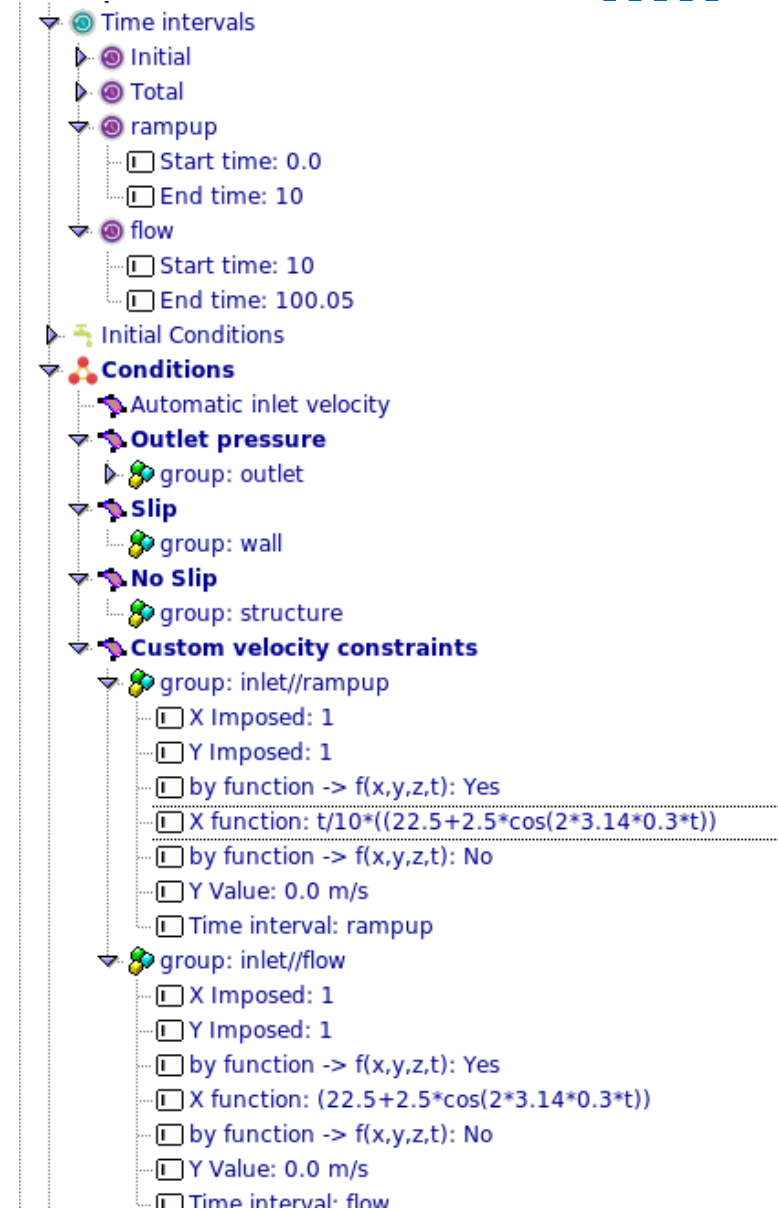 Time intervals
Initial
Total
rampup
Start time: 0.0
End time: 10
flow
Start time: 10
End time: 100.05
Initial Conditions
Conditions
Automatic inlet velocity
Outlet pressure
group: outlet
Slip
group: wall
No Slip
group: structure
Custom velocity constraints
group: inlet//rampup
X Imposed: 1
Y Imposed: 1
by function -> f(x,y,z,t): Yes
X function: t/10*((22.5+2.5*cos(2*3.14*0.3*t))
by function -> f(x,y,z,t): No
Y Value: 0.0 m/s
Time interval: rampup
group: inlet//flow
X Imposed: 1
Y Imposed: 1
by function -> f(x,y,z,t): Yes
X function: (22.5+2.5*cos(2*3.14*0.3*t))
by function -> f(x,y,z,t): No
Y Value: 0.0 m/s
Time interval: flow